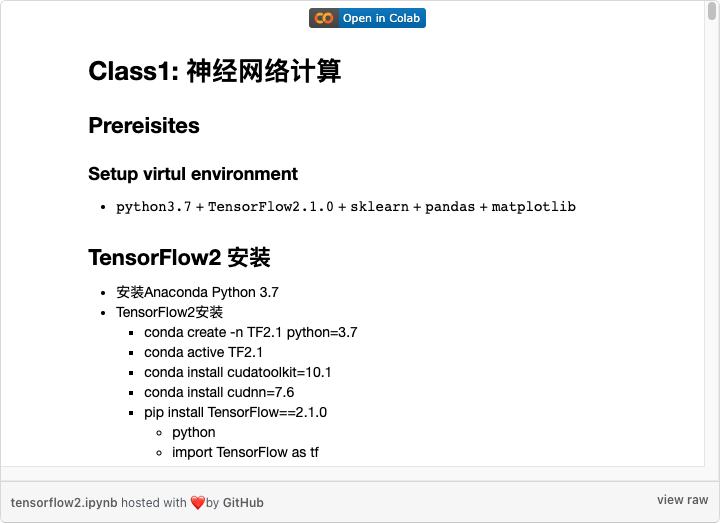 Open in Colab
Class1: 神经网络计算
Prereisites
Setup virtul environment
python3.7 + TensorFlow2.1.0 + sklearn + pandas + matplotlib
TensorFlow2 安装
安装Anaconda Python 3.7
TensorFlow2安装
conda create -n TF2.1 python=3.7
conda active TF2.1
conda install cudatoolkit=10.1
conda install cudnn=7.6
pip install TensorFlow==2.1.0
python
import TensorFlow as tf
tensorflow2.ipynb hosted with ❤ by GitHub
view raw